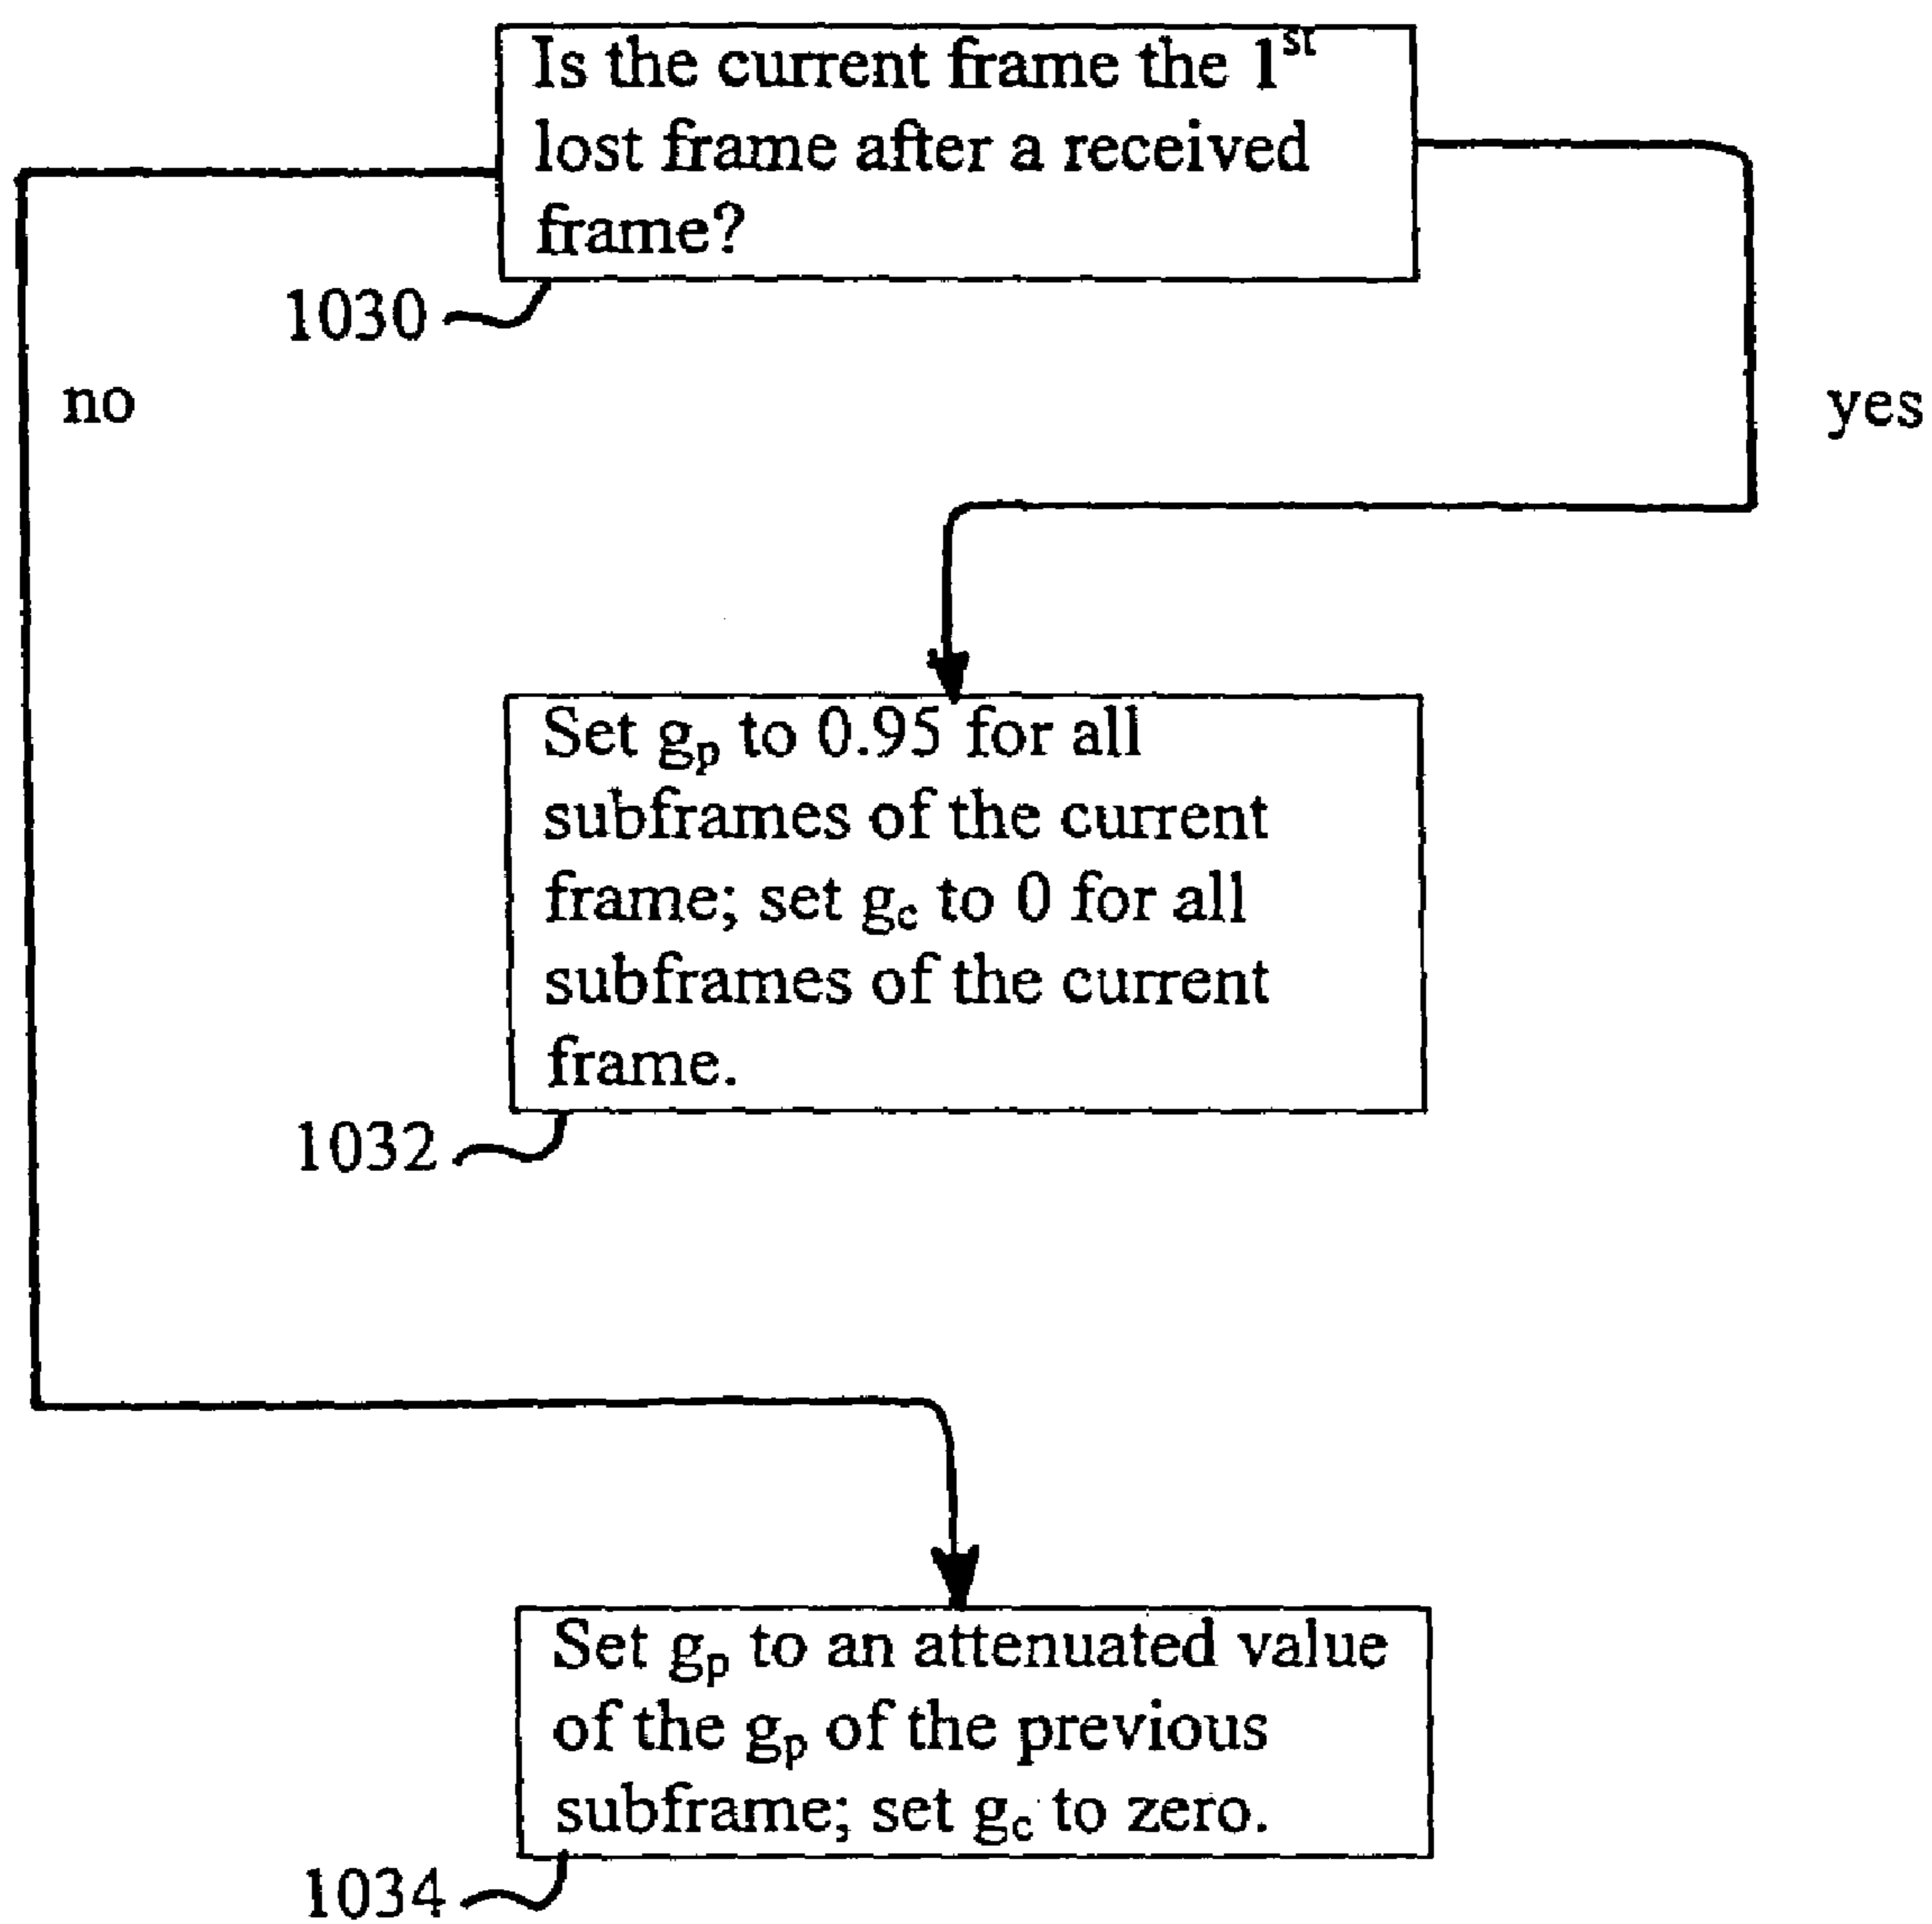 Is the current frame the 1st
lost frame after a received
frame?
1030
no
yes
Set gp to 0.95 for all
subframes of the current
frame; set gc to 0 for all
subframes of the current
frame.
1032
Set gp to an attenuated value
of the gp of the previous
subframe; set gc to zero.
1034